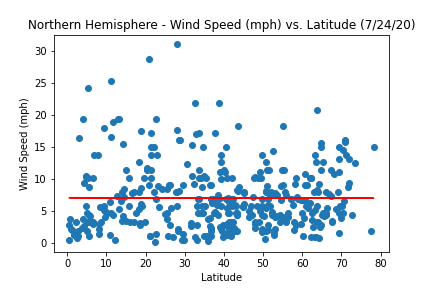 Northern Hemisphere - Wind Speed (mph) vs. Latitude (7/24/20)
Wind Speed (mph)
30
25
20
15
10
5
0
0 10 20 30 40 50 60 70 80
Latitude